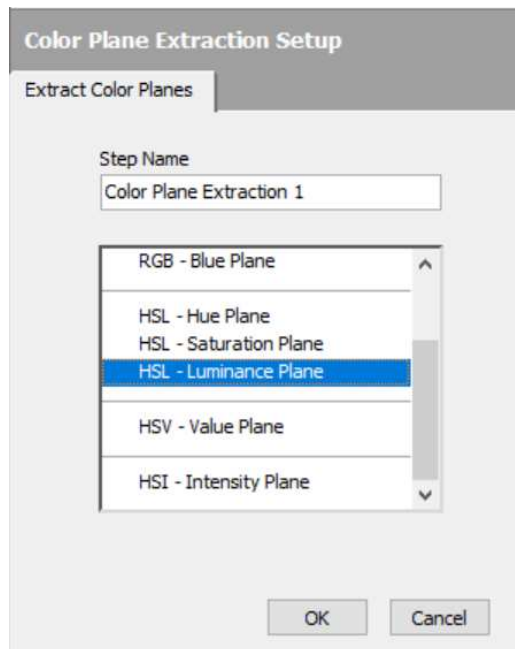 Color Plane Extraction Setup
Extract Color Planes
Step Name
Color Plane Extraction 1
RGB - Blue Plane
HSL - Hue Plane
HSL - Saturation Plane
HSL - Luminance Plane
HSV - Value Plane
HSI - Intensity Plane
OK Cancel